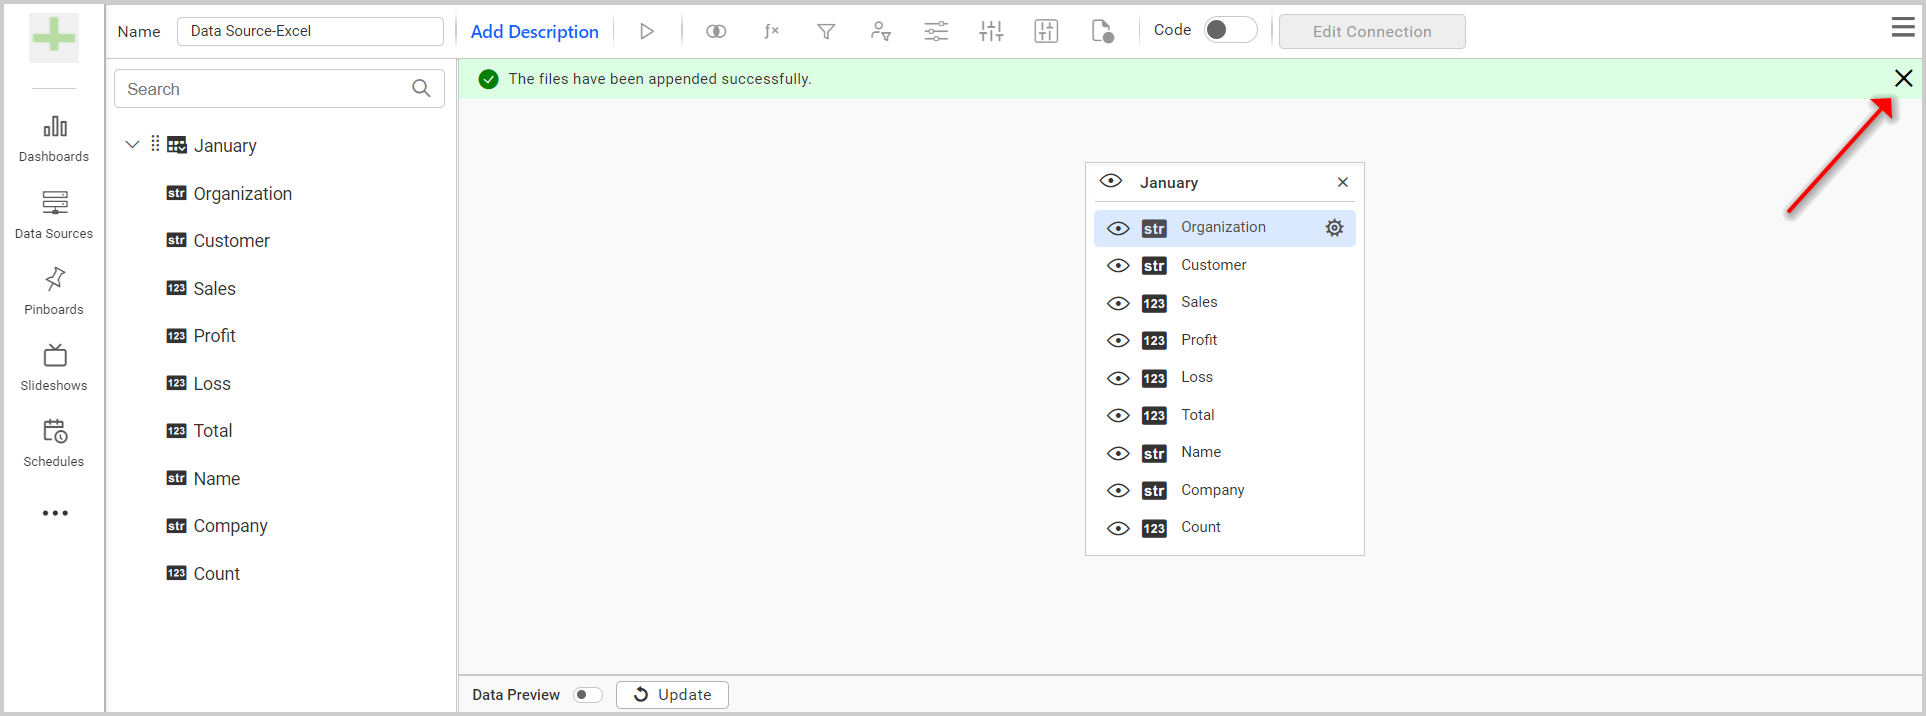 Name
Data Source-Excel
Add Description
ƒx
Code
Edit Connection
Search
The files have been appended successfully.
Dashboards
Data Sources
Pinboards
Slideshows
Schedules
January
str Organization
str Customer
123 Sales
123 Profit
123 Loss
123 Total
str Name
str Company
123 Count
January
str Organization
str Customer
123 Sales
123 Profit
123 Loss
123 Total
str Name
str Company
123 Count
Data Preview
Update